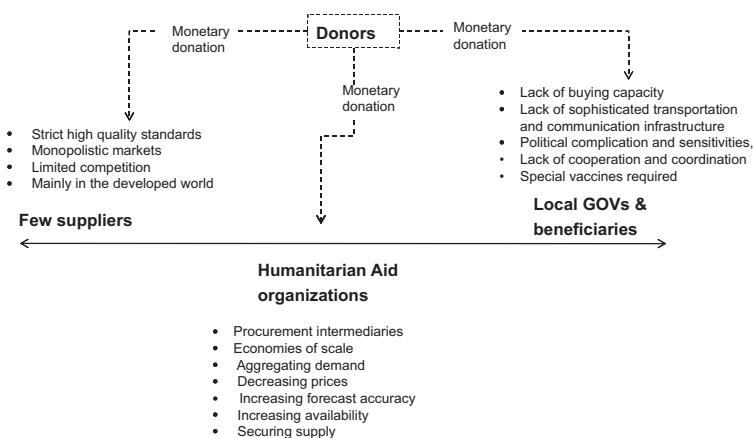 Donors
Monetary
donation
Monetary
donation
Monetary
donation
• Strict high quality standards
• Monopolistic markets
• Limited competition
• Mainly in the developed world
Few suppliers
• Lack of buying capacity
• Lack of sophisticated transportation
and communication infrastructure
• Political complication and sensitivities,
• Lack of cooperation and coordination
• Special vaccines required
Local GOVs &
beneficiaries
Humanitarian Aid
organizations
• Procurement intermediaries
• Economies of scale
• Aggregating demand
• Decreasing prices
• Increasing forecast accuracy
• Increasing availability
• Securing supply